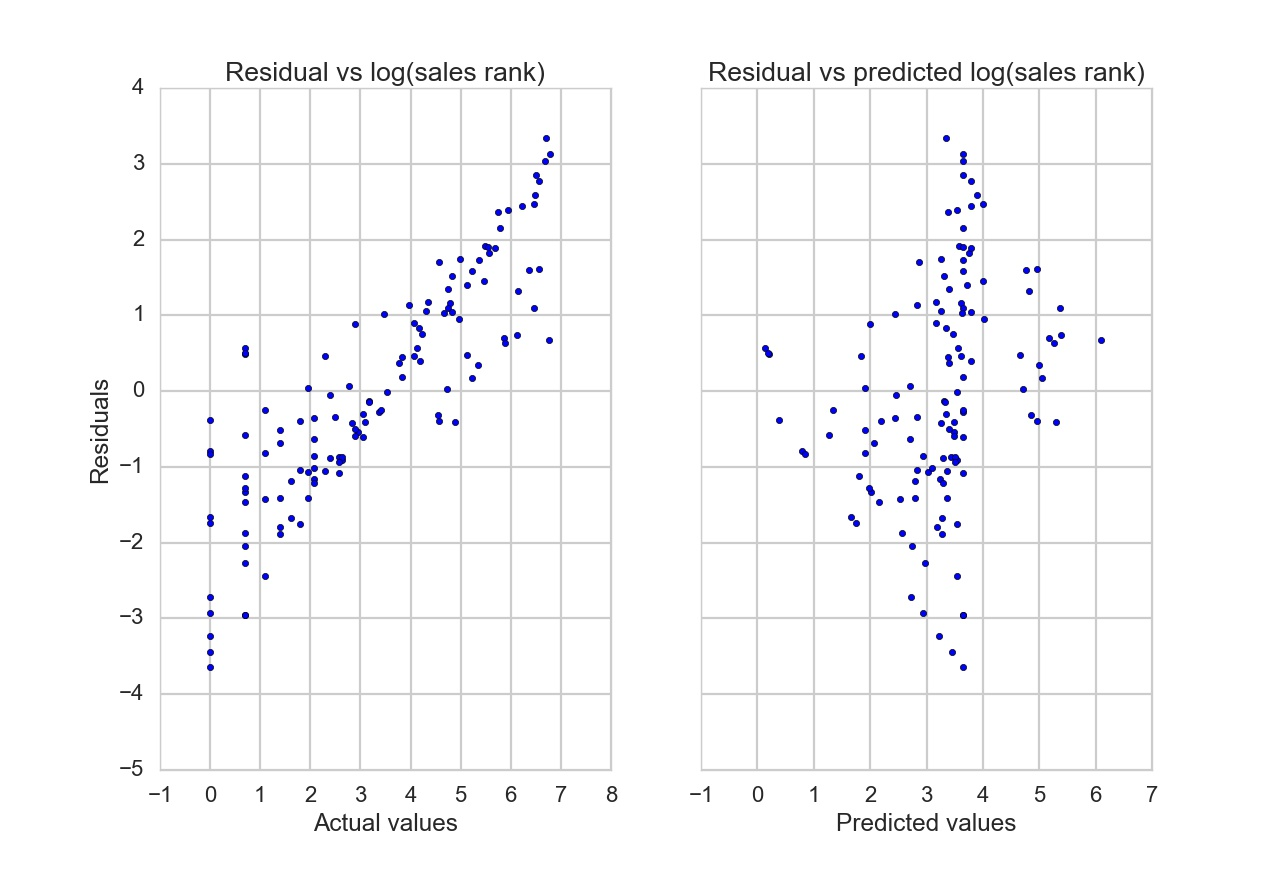 Residual vs log(sales rank)
Residual vs predicted log(sales rank)
4
3
2
1
0
−1
−2
−3
−4
−5
Residuals
−1 0 1 2 3 4 5 6 7 8
−1 0 1 2 3 4 5 6 7
Actual values
Predicted values